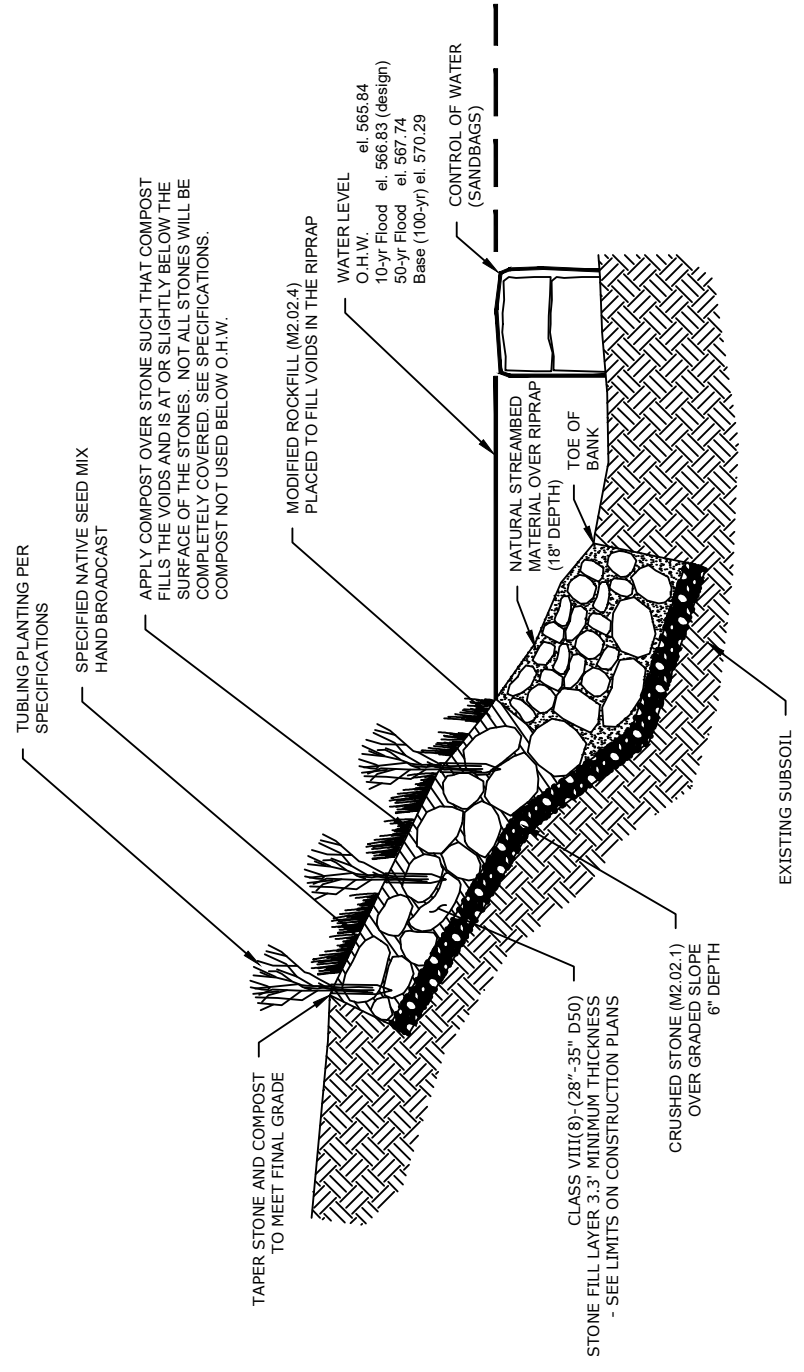 TUBLING PLANTING PER
SPECIFICATIONS
SPECIFIED NATIVE SEED MIX
HAND BROADCAST
APPLY COMPOST OVER STONE SUCH THAT COMPOST
FILLS THE VOIDS AND IS AT OR SLIGHTLY BELOW THE
SURFACE OF THE STONES. NOT ALL STONES WILL BE
COMPLETELY COVERED. SEE SPECIFICATIONS.
COMPOST NOT USED BELOW O.H.W.
MODIFIED ROCKFILL (M2.02.4)
PLACED TO FILL VOIDS IN THE RIPRAP
WATER LEVEL
O.H.W. el. 565.84
10-yr Flood el. 566.83 (design)
50-yr Flood el. 567.74
Base (100-yr) el. 570.29
CONTROL OF WATER
(SANDBAGS)
TAPER STONE AND COMPOST
TO MEET FINAL GRADE
NATURAL STREAMBED
MATERIAL OVER RIPRAP
(18" DEPTH)
TOE OF
BANK
CLASS VIII(8)-(28"-35" D50)
STONE FILL LAYER 3.3' MINIMUM THICKNESS
- SEE LIMITS ON CONSTRUCTION PLANS
CRUSHED STONE (M2.02.1)
OVER GRADED SLOPE
6" DEPTH
EXISTING SUBSOIL